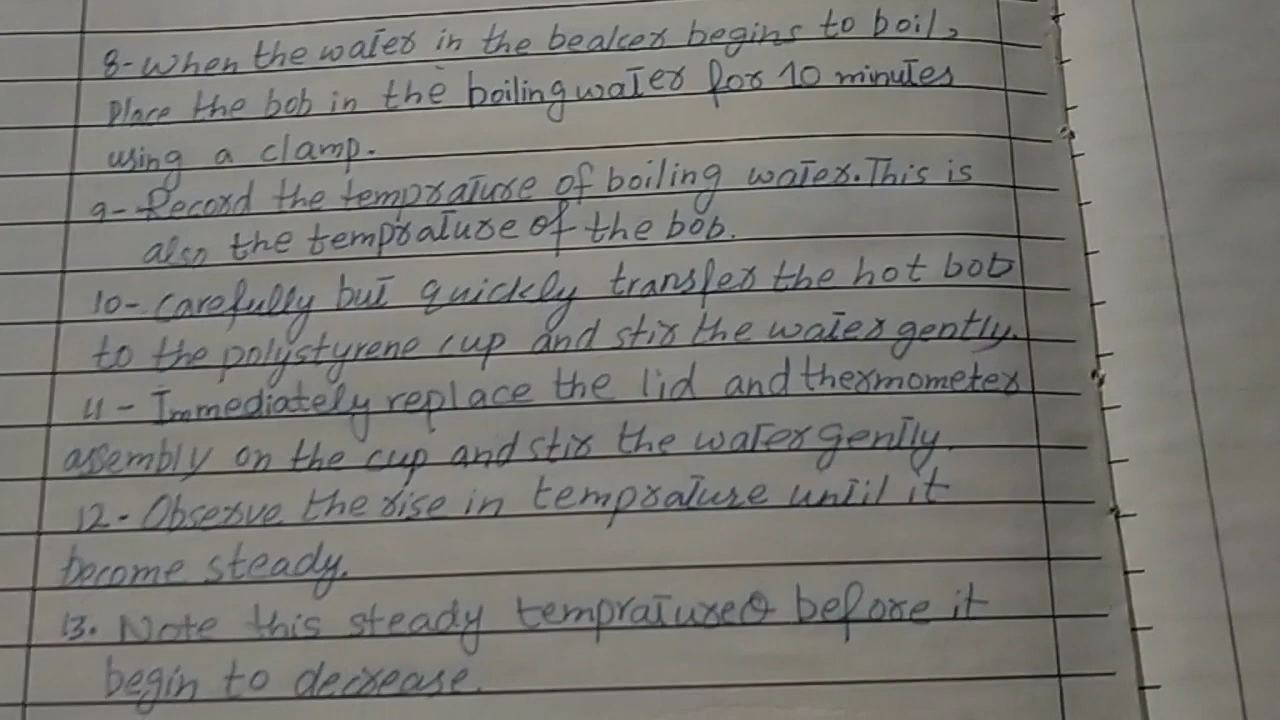 8-When the water in the beaker begins to boil,
Place the bob in the boiling water for 10 minutes
using a clamp.
9-Record the temprature of boiling water. This is
also the temprature of the bob.
10-Carefully but quickly transfer the hot bob
to the polystyrene cup and stir the water gently.
11-Immediately replace the lid and thermometer
assembly on the cup and stir the water gently.
12-Observe the rise in temprature until it
become steady.
13. Note this steady temprature θ before it
begin to decrease.